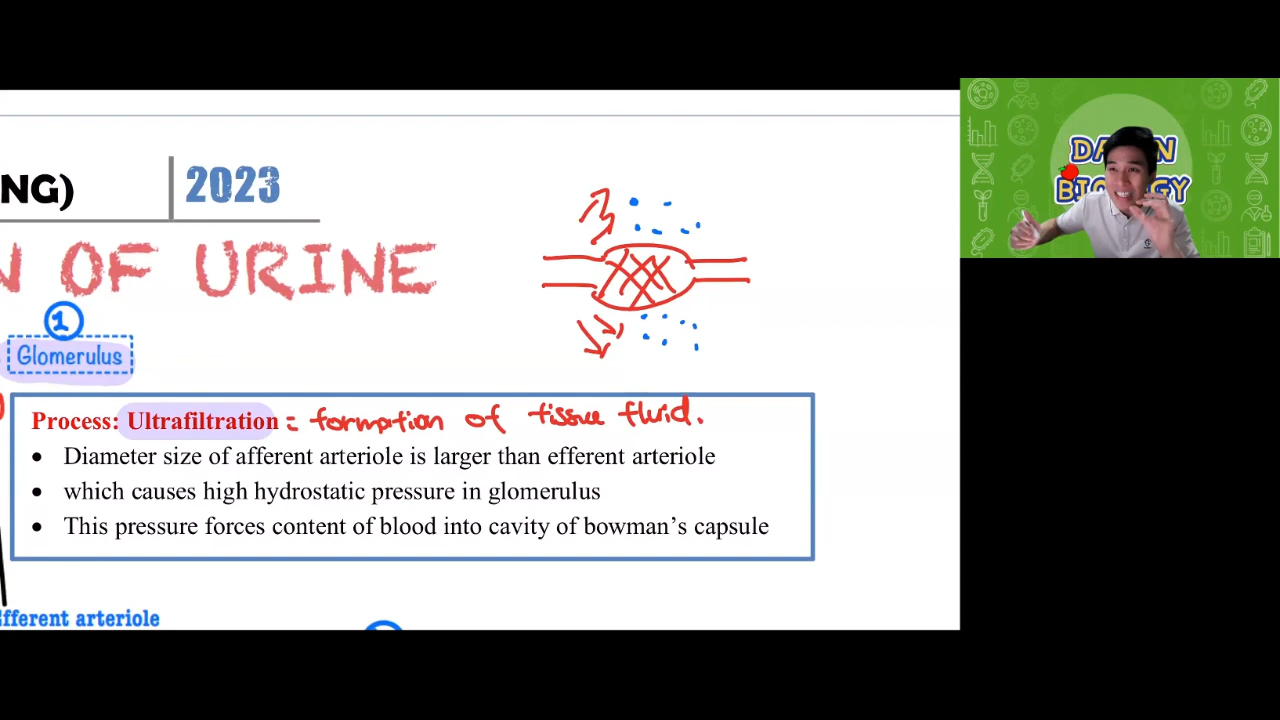 NG)
2023
N OF URINE
1
Glomerulus
Process: Ultrafiltration = formation of tissue fluid.
• Diameter size of afferent arteriole is larger than efferent arteriole
• which causes high hydrostatic pressure in glomerulus
• This pressure forces content of blood into cavity of bowman's capsule
Efferent arteriole
BIOLOGY